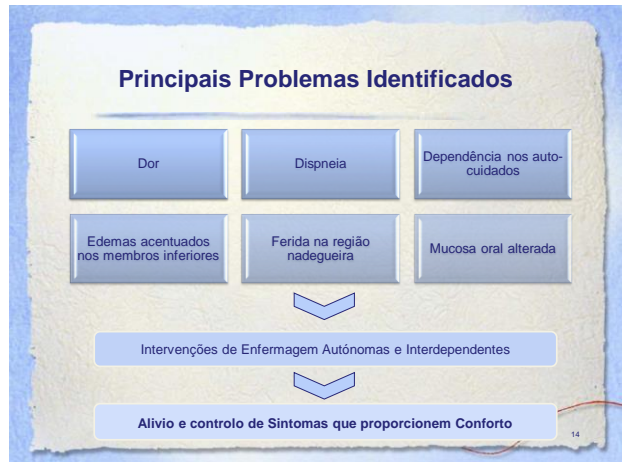 Principais Problemas Identificados
Dor
Dispneia
Dependência nos auto-
cuidados
Edemas acentuados
nos membros inferiores
Ferida na região
nadegueira
Mucosa oral alterada
Intervenções de Enfermagem Autónomas e Interdependentes
Alivio e controlo de Sintomas que proporcionem Conforto
14